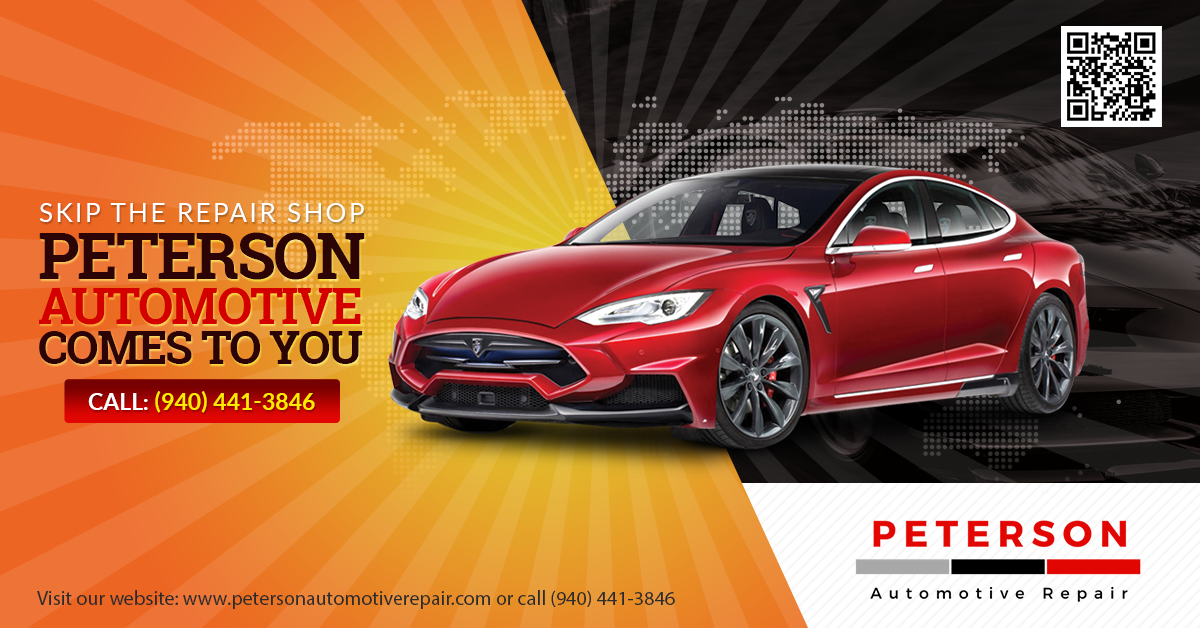 SKIP THE REPAIR SHOP
PETERSON
AUTOMOTIVE
COMES TO YOU
CALL: (940) 441-3846
Visit our website: www.petersonautomotiverepair.com or call (940) 441-3846
PETERSON
Automotive Repair